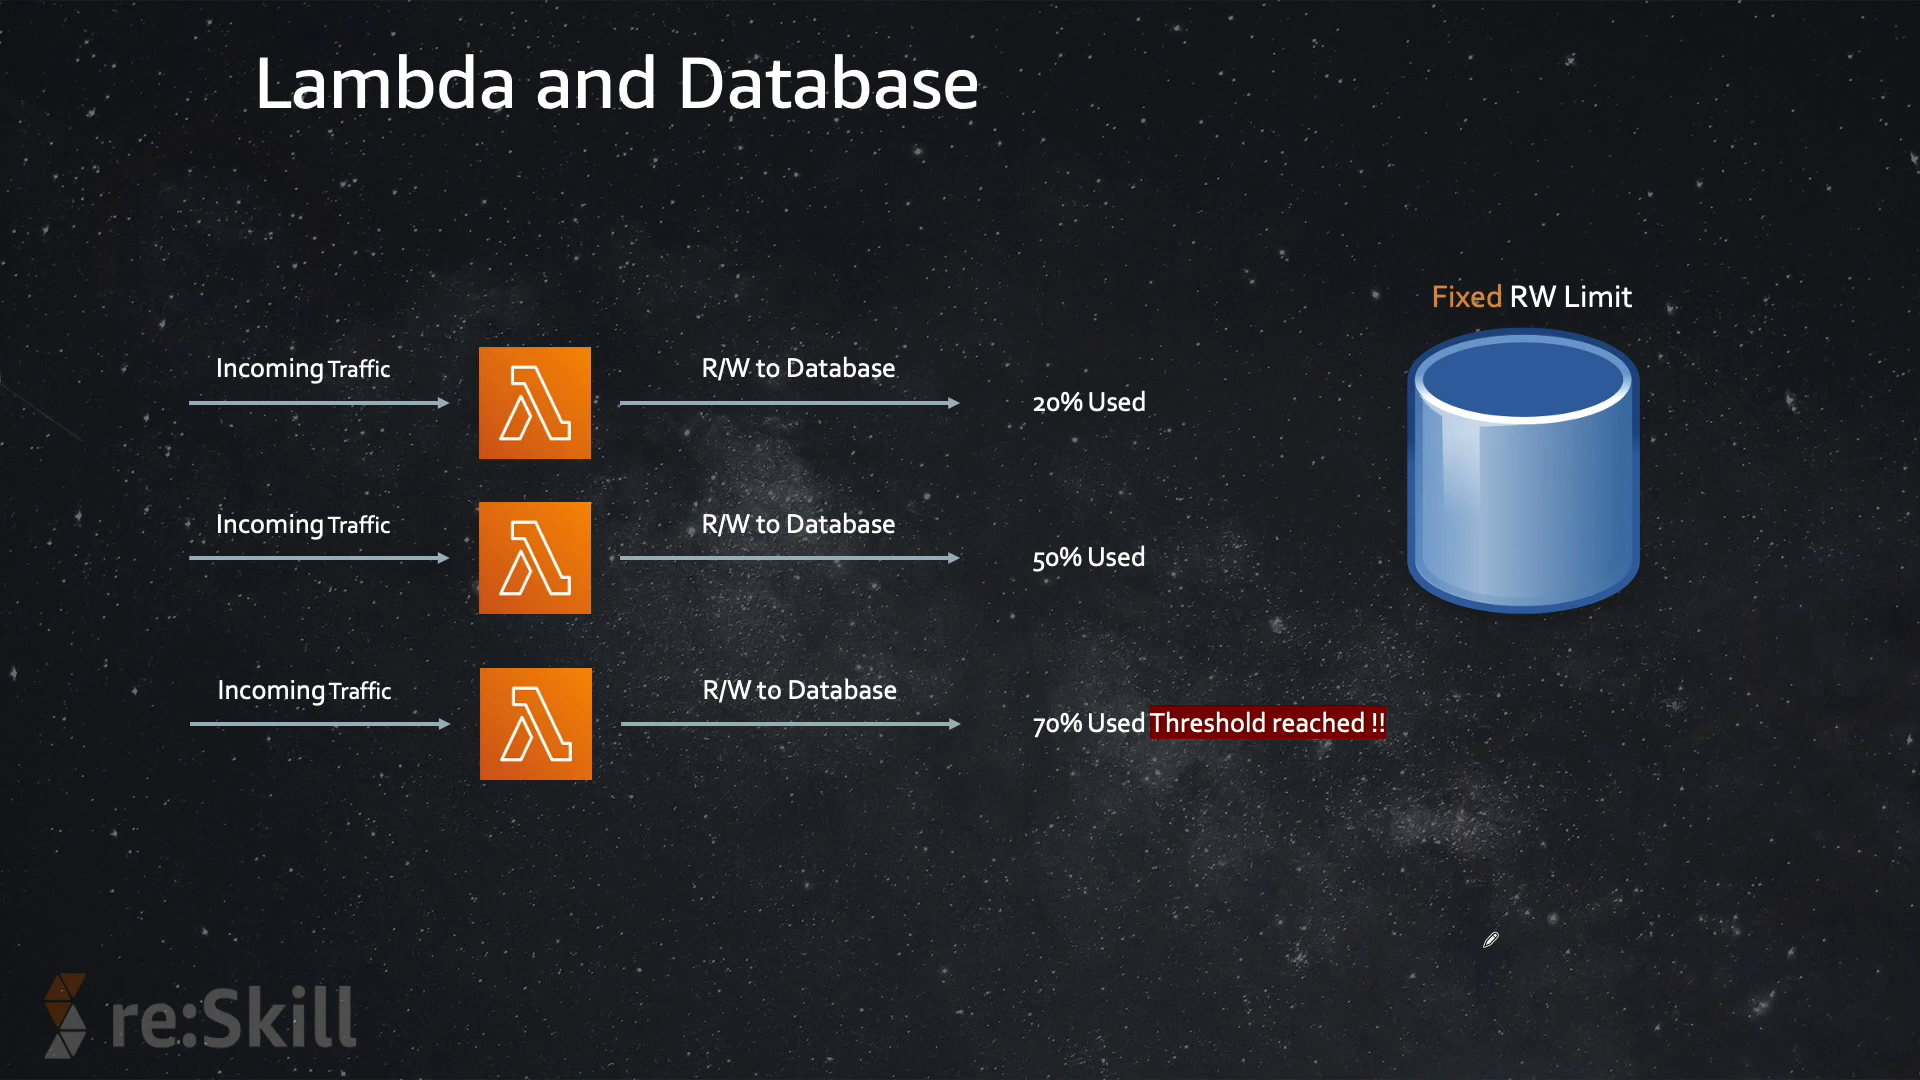 Lambda and Database
Fixed RW Limit
Incoming Traffic
R/W to Database
20% Used
Incoming Traffic
R/W to Database
50% Used
Incoming Traffic
R/W to Database
70% Used Threshold reached !!
re:Skill